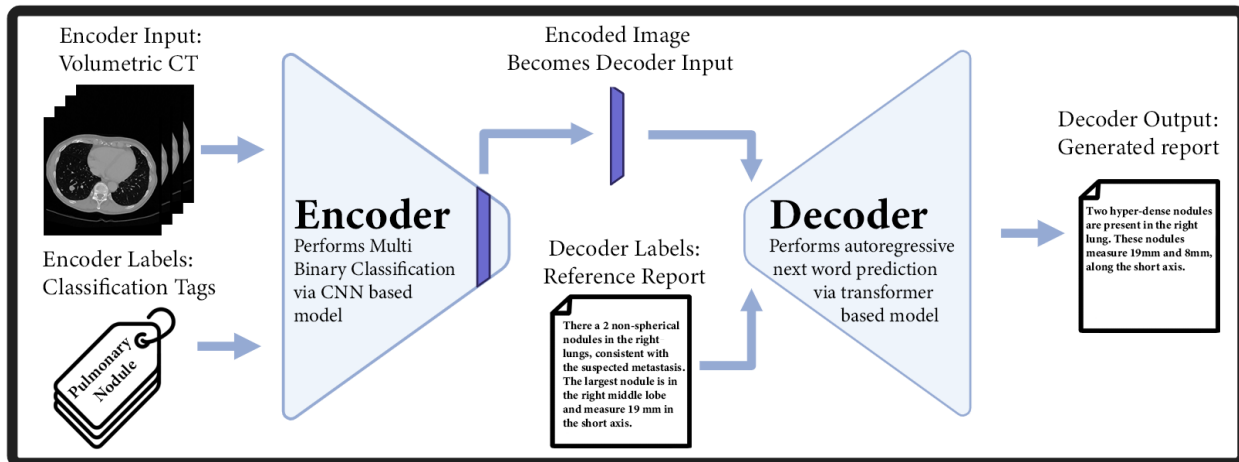 Encoder Input:
Volumetric CT
Encoder Labels:
Classification Tags
Pulmonary
Nodule
Encoder
Performs Multi
Binary Classification
via CNN based
model
Encoded Image
Becomes Decoder Input
Decoder Labels:
Reference Report
There a 2 non-spherical
nodules in the right
lungs, consistent with
the suspected metastasis.
The largest nodule is in
the right middle lobe
and measure 19 mm in
the short axis.
Decoder
Performs autoregressive
next word prediction
via transformer
based model
Decoder Output:
Generated report
Two hyper-dense nodules
are present in the right
lung. These nodules
measure 19mm and 8mm,
along the short axis.